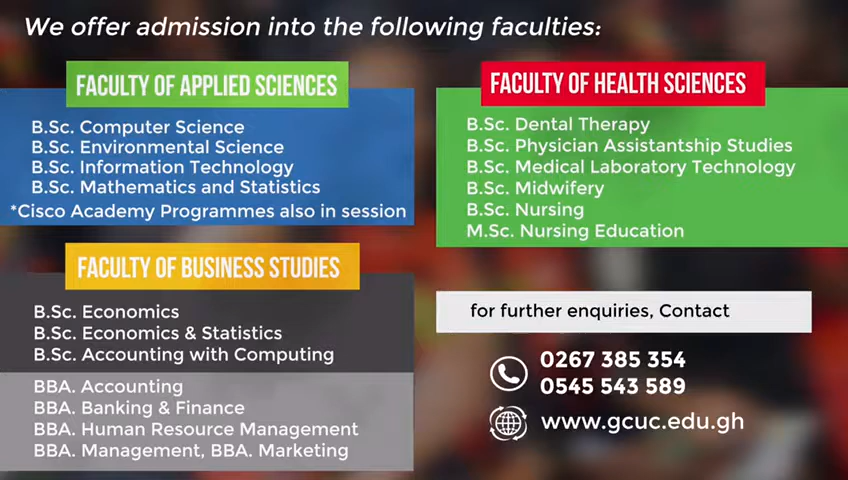 We offer admission into the following faculties:
FACULTY OF APPLIED SCIENCES
B.Sc. Computer Science
B.Sc. Environmental Science
B.Sc. Information Technology
B.Sc. Mathematics and Statistics
*Cisco Academy Programmes also in session
FACULTY OF BUSINESS STUDIES
B.Sc. Economics
B.Sc. Economics & Statistics
B.Sc. Accounting with Computing
BBA. Accounting
BBA. Banking & Finance
BBA. Human Resource Management
BBA. Management, BBA. Marketing
FACULTY OF HEALTH SCIENCES
B.Sc. Dental Therapy
B.Sc. Physician Assistantship Studies
B.Sc. Medical Laboratory Technology
B.Sc. Midwifery
B.Sc. Nursing
M.Sc. Nursing Education
for further enquiries, Contact
0267 385 354
0545 543 589
www.gcuc.edu.gh